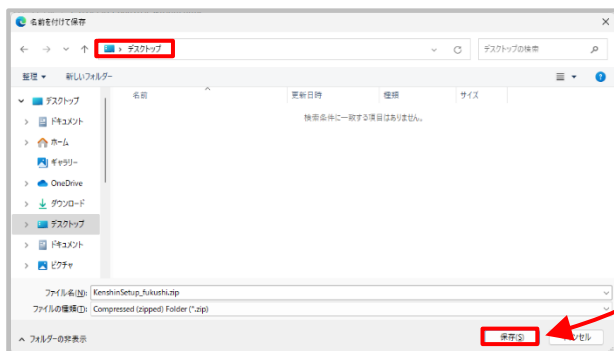 名前を付けて保存
デスクトップ
デスクトップの検索
整理 新しいフォルダー
名前 更新日時 種類 サイズ
検索条件に一致する項目はありません。
デスクトップ
ドキュメント
ホーム
ギャラリー
OneDrive
ダウンロード
デスクトップ
ドキュメント
ピクチャ
ファイル名(N): KenshinSetup_fukushi.zip
ファイルの種類(T): Compressed (zipped) Folder (*.zip)
フォルダーの非表示
保存(S)